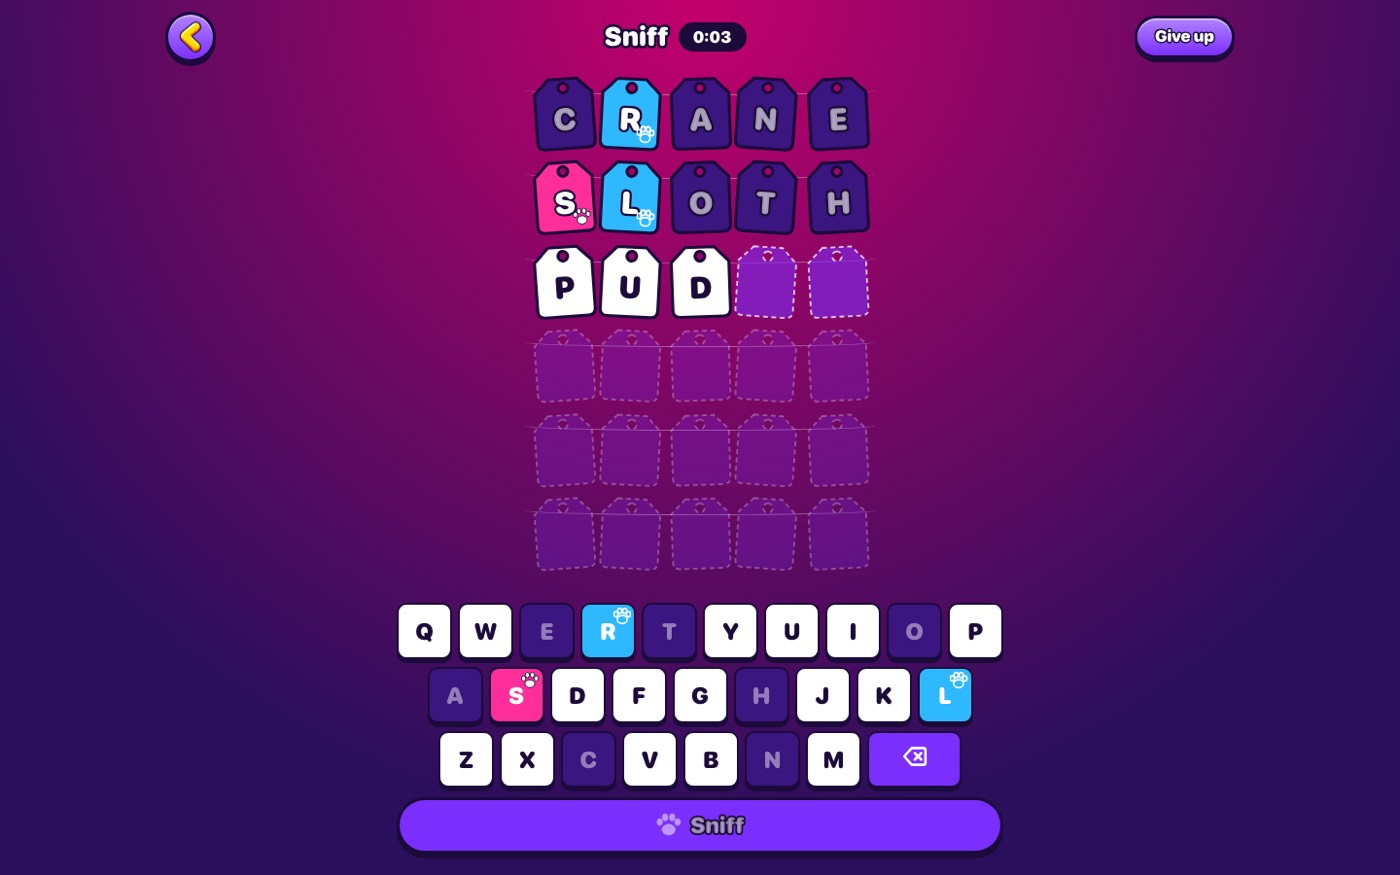 Sniff 0:03 Give up
C R A N E
S L O T H
P U D
Q W E R T Y U I O P
A S D F G H J K L
Z X C V B N M
Sniff